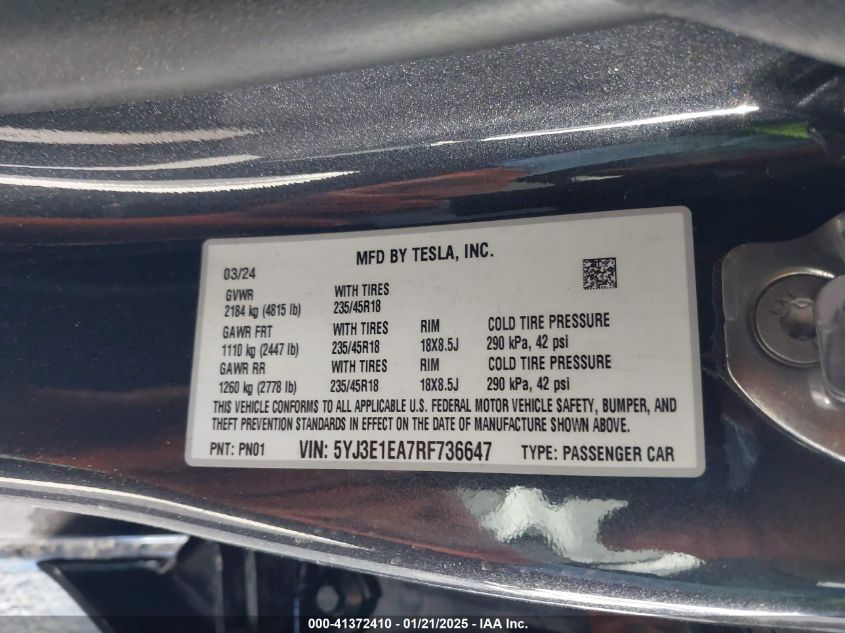 MFD BY TESLA, INC.
03/24
GVWR WITH TIRES
2184 kg (4815 lb) 235/45R18
GAWR FRT WITH TIRES RIM COLD TIRE PRESSURE
1110 kg (2447 lb) 235/45R18 18X8.5J 290 kPa, 42 psi
GAWR RR WITH TIRES RIM COLD TIRE PRESSURE
1260 kg (2778 lb) 235/45R18 18X8.5J 290 kPa, 42 psi
THIS VEHICLE CONFORMS TO ALL APPLICABLE U.S. FEDERAL MOTOR VEHICLE SAFETY, BUMPER, AND
THEFT PREVENTION STANDARDS IN EFFECT ON THE DATE OF MANUFACTURE SHOWN ABOVE.
PNT: PN01 VIN: 5YJ3E1EA7RF736647 TYPE: PASSENGER CAR
000-41372410 - 01/21/2025 - IAAI.COM